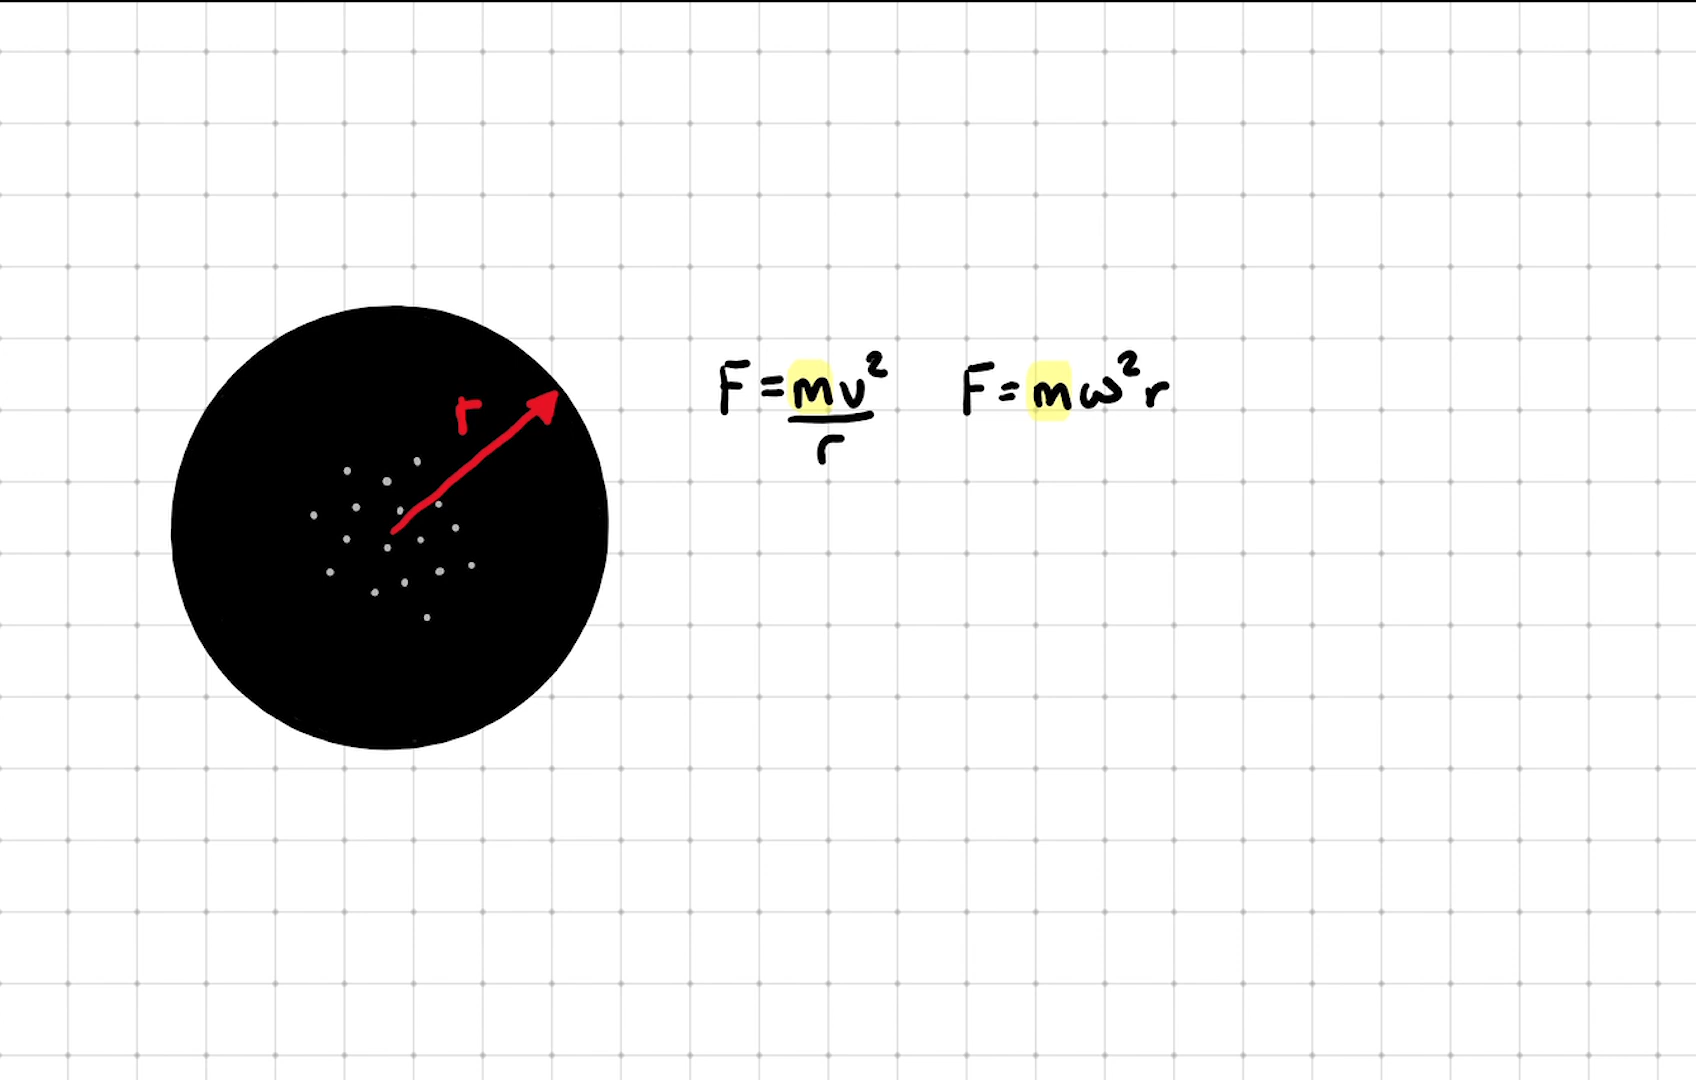 r
F = mv²/r
F = mω²r